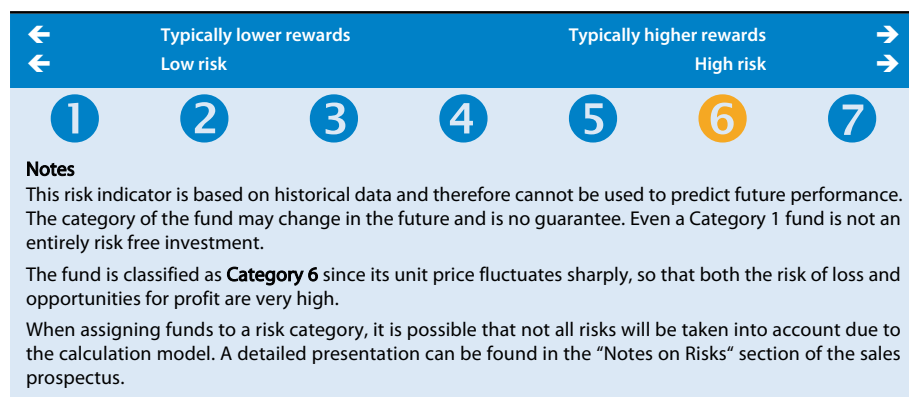 ← Typically lower rewards Typically higher rewards →
← Low risk High risk →
1 2 3 4 5 6 7
Notes
This risk indicator is based on historical data and therefore cannot be used to predict future performance.
The category of the fund may change in the future and is no guarantee. Even a Category 1 fund is not an
entirely risk free investment.
The fund is classified as Category 6 since its unit price fluctuates sharply, so that both the risk of loss and
opportunities for profit are very high.
When assigning funds to a risk category, it is possible that not all risks will be taken into account due to
the calculation model. A detailed presentation can be found in the “Notes on Risks“ section of the sales
prospectus.